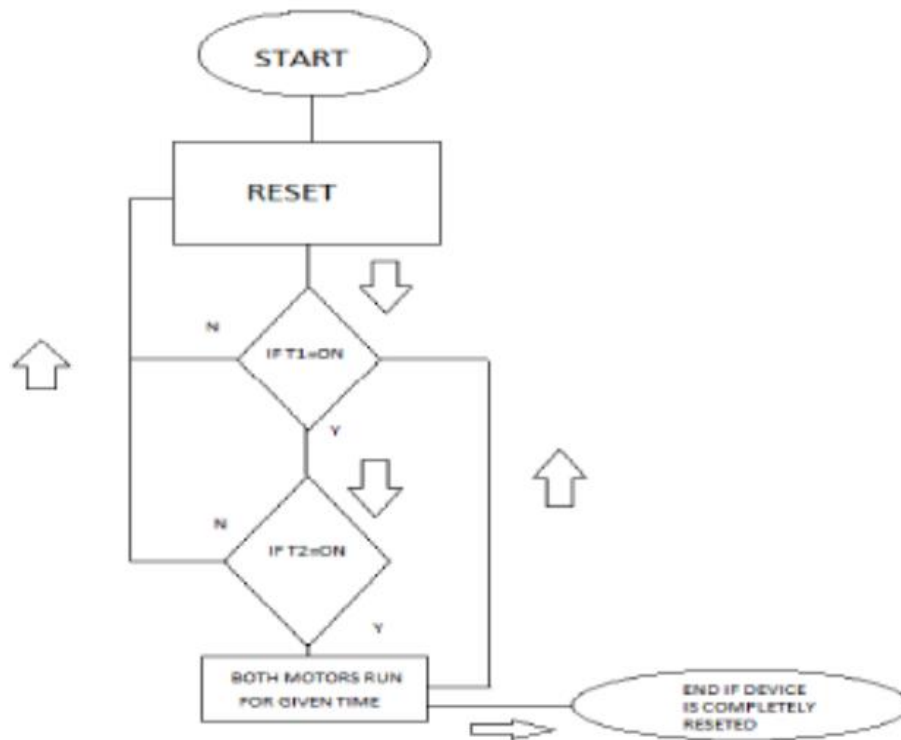 START
RESET
N
IF T1=ON
Y
N
IF T2=ON
Y
BOTH MOTORS RUN
FOR GIVEN TIME
END IF DEVICE
IS COMPLETELY
RESETED